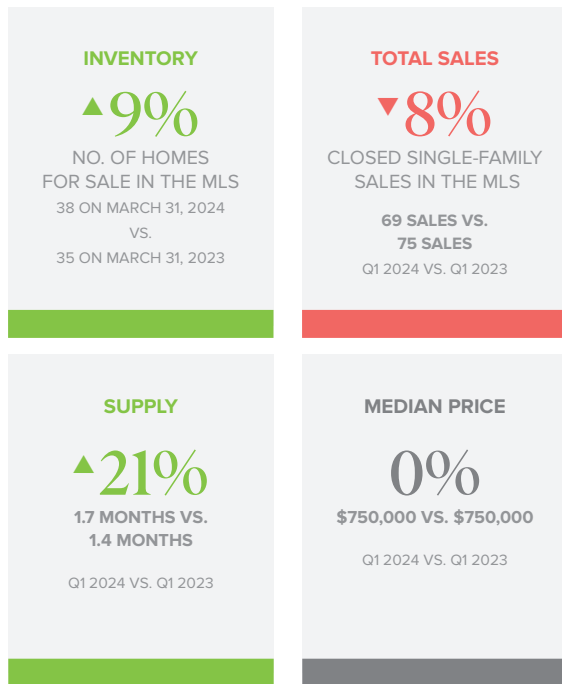 INVENTORY
▲9%
NO. OF HOMES
FOR SALE IN THE MLS
38 ON MARCH 31, 2024
VS.
35 ON MARCH 31, 2023
TOTAL SALES
▼8%
CLOSED SINGLE-FAMILY
SALES IN THE MLS
69 SALES VS.
75 SALES
Q1 2024 VS. Q1 2023
SUPPLY
▲21%
1.7 MONTHS VS.
1.4 MONTHS
Q1 2024 VS. Q1 2023
MEDIAN PRICE
0%
$750,000 VS. $750,000
Q1 2024 VS. Q1 2023